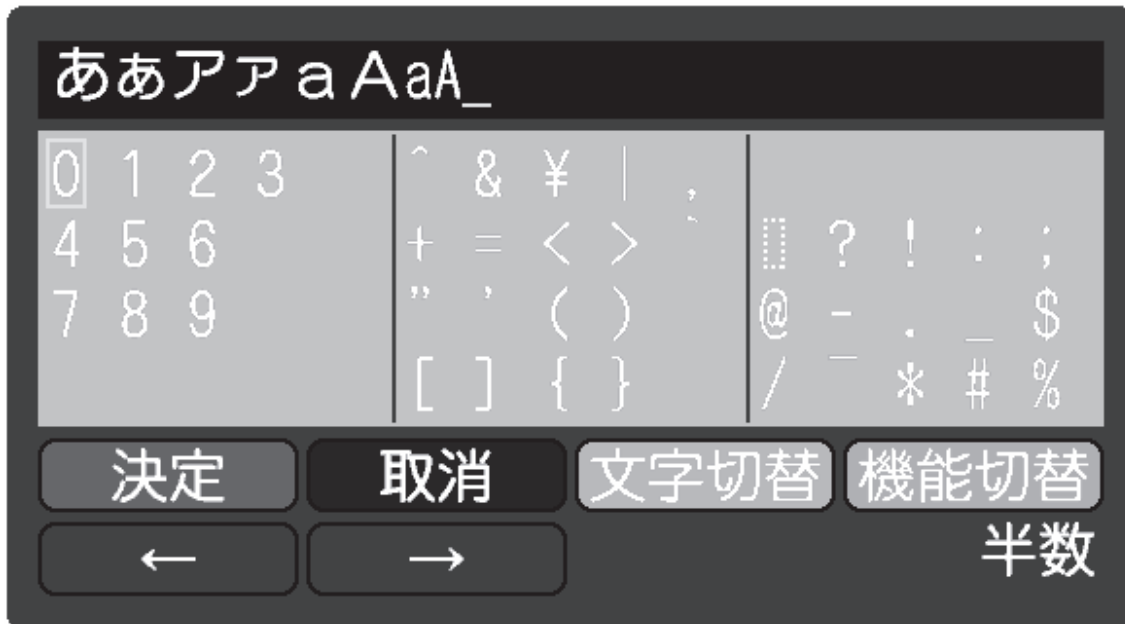 あぁアァａＡaA_
0 1 2 3 ^ & ¥ | ,
4 5 6 + = < > ` ? ! : ;
7 8 9 " ' ( ) @ - . _ $
[ ] { } / ‾ * # %
決定 取消 文字切替 機能切替
← → 半数